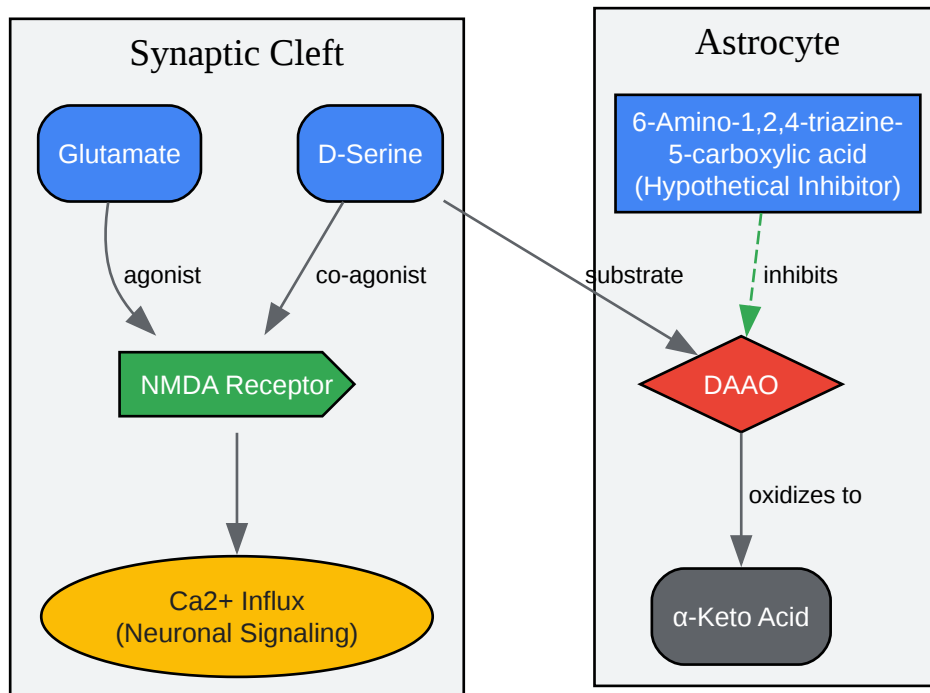 Synaptic Cleft
Glutamate
D-Serine
agonist
co-agonist
NMDA Receptor
Ca2+ Influx
(Neuronal Signaling)
Astrocyte
6-Amino-1,2,4-triazine-
5-carboxylic acid
(Hypothetical Inhibitor)
substrate
inhibits
DAAO
oxidizes to
α-Keto Acid